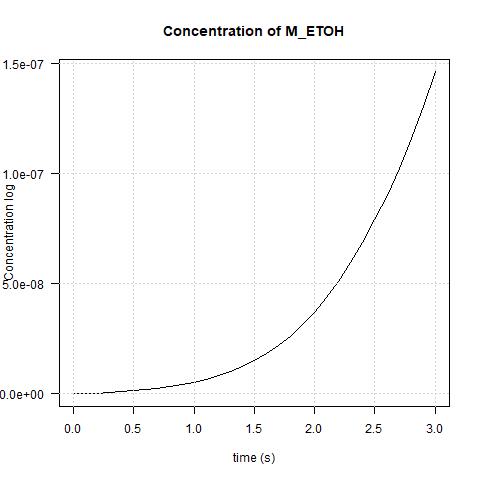 Concentration of M_ETOH
1.5e-07
1.0e-07
Concentration log
5.0e-08
0.0e+00
0.0 0.5 1.0 1.5 2.0 2.5 3.0
time (s)